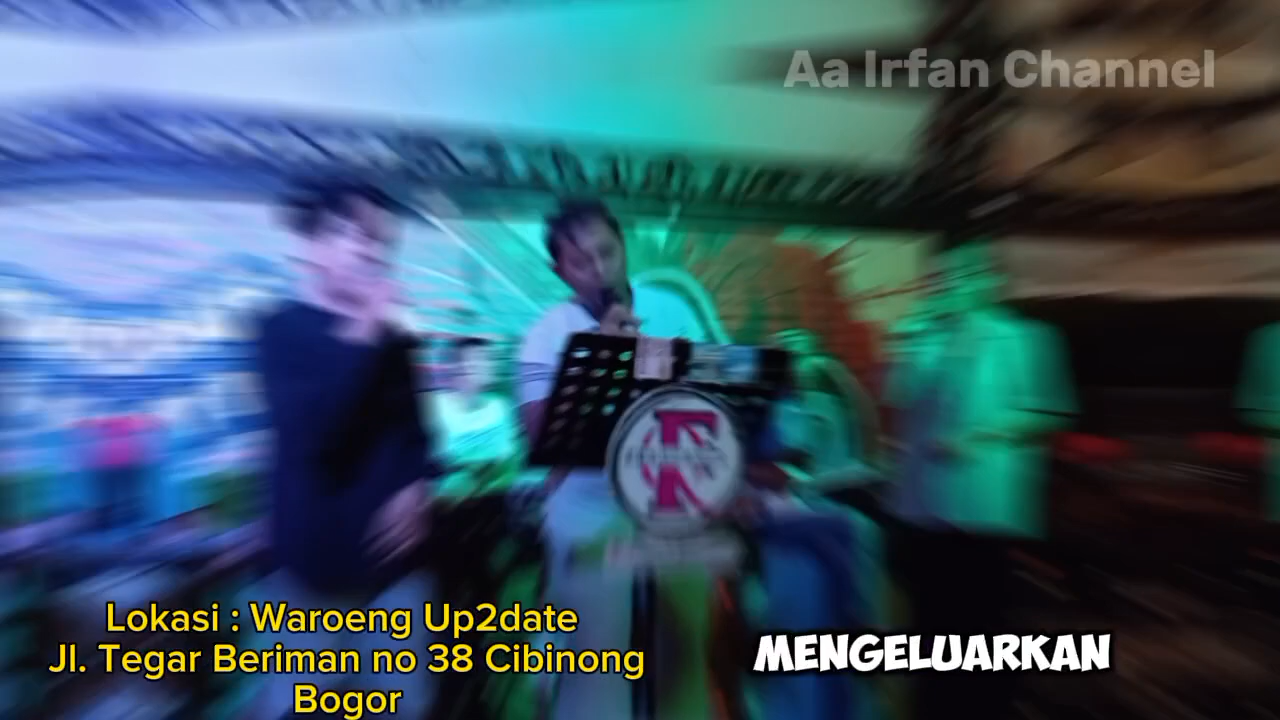 Aa Irfan Channel
Lokasi : Waroeng Up2date
Jl. Tegar Beriman no 38 Cibinong
Bogor
MENGELUARKAN